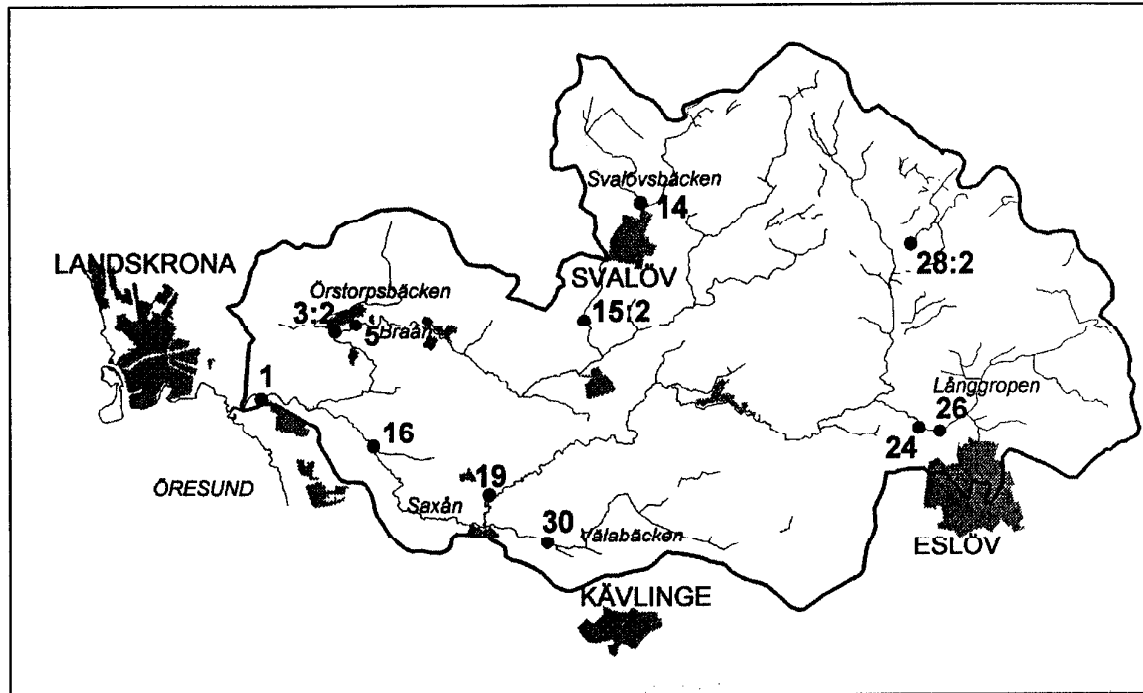 Svalövsbäcken
14
LANDSKRONA
28:2
SVALÖV
Örstorpsbäcken
3:2
5
Braån
15:2
Långgropen
1
26
24
16
ÖRESUND
19
Saxån
30
Välabäcken
ESLÖV
KÄVLINGE